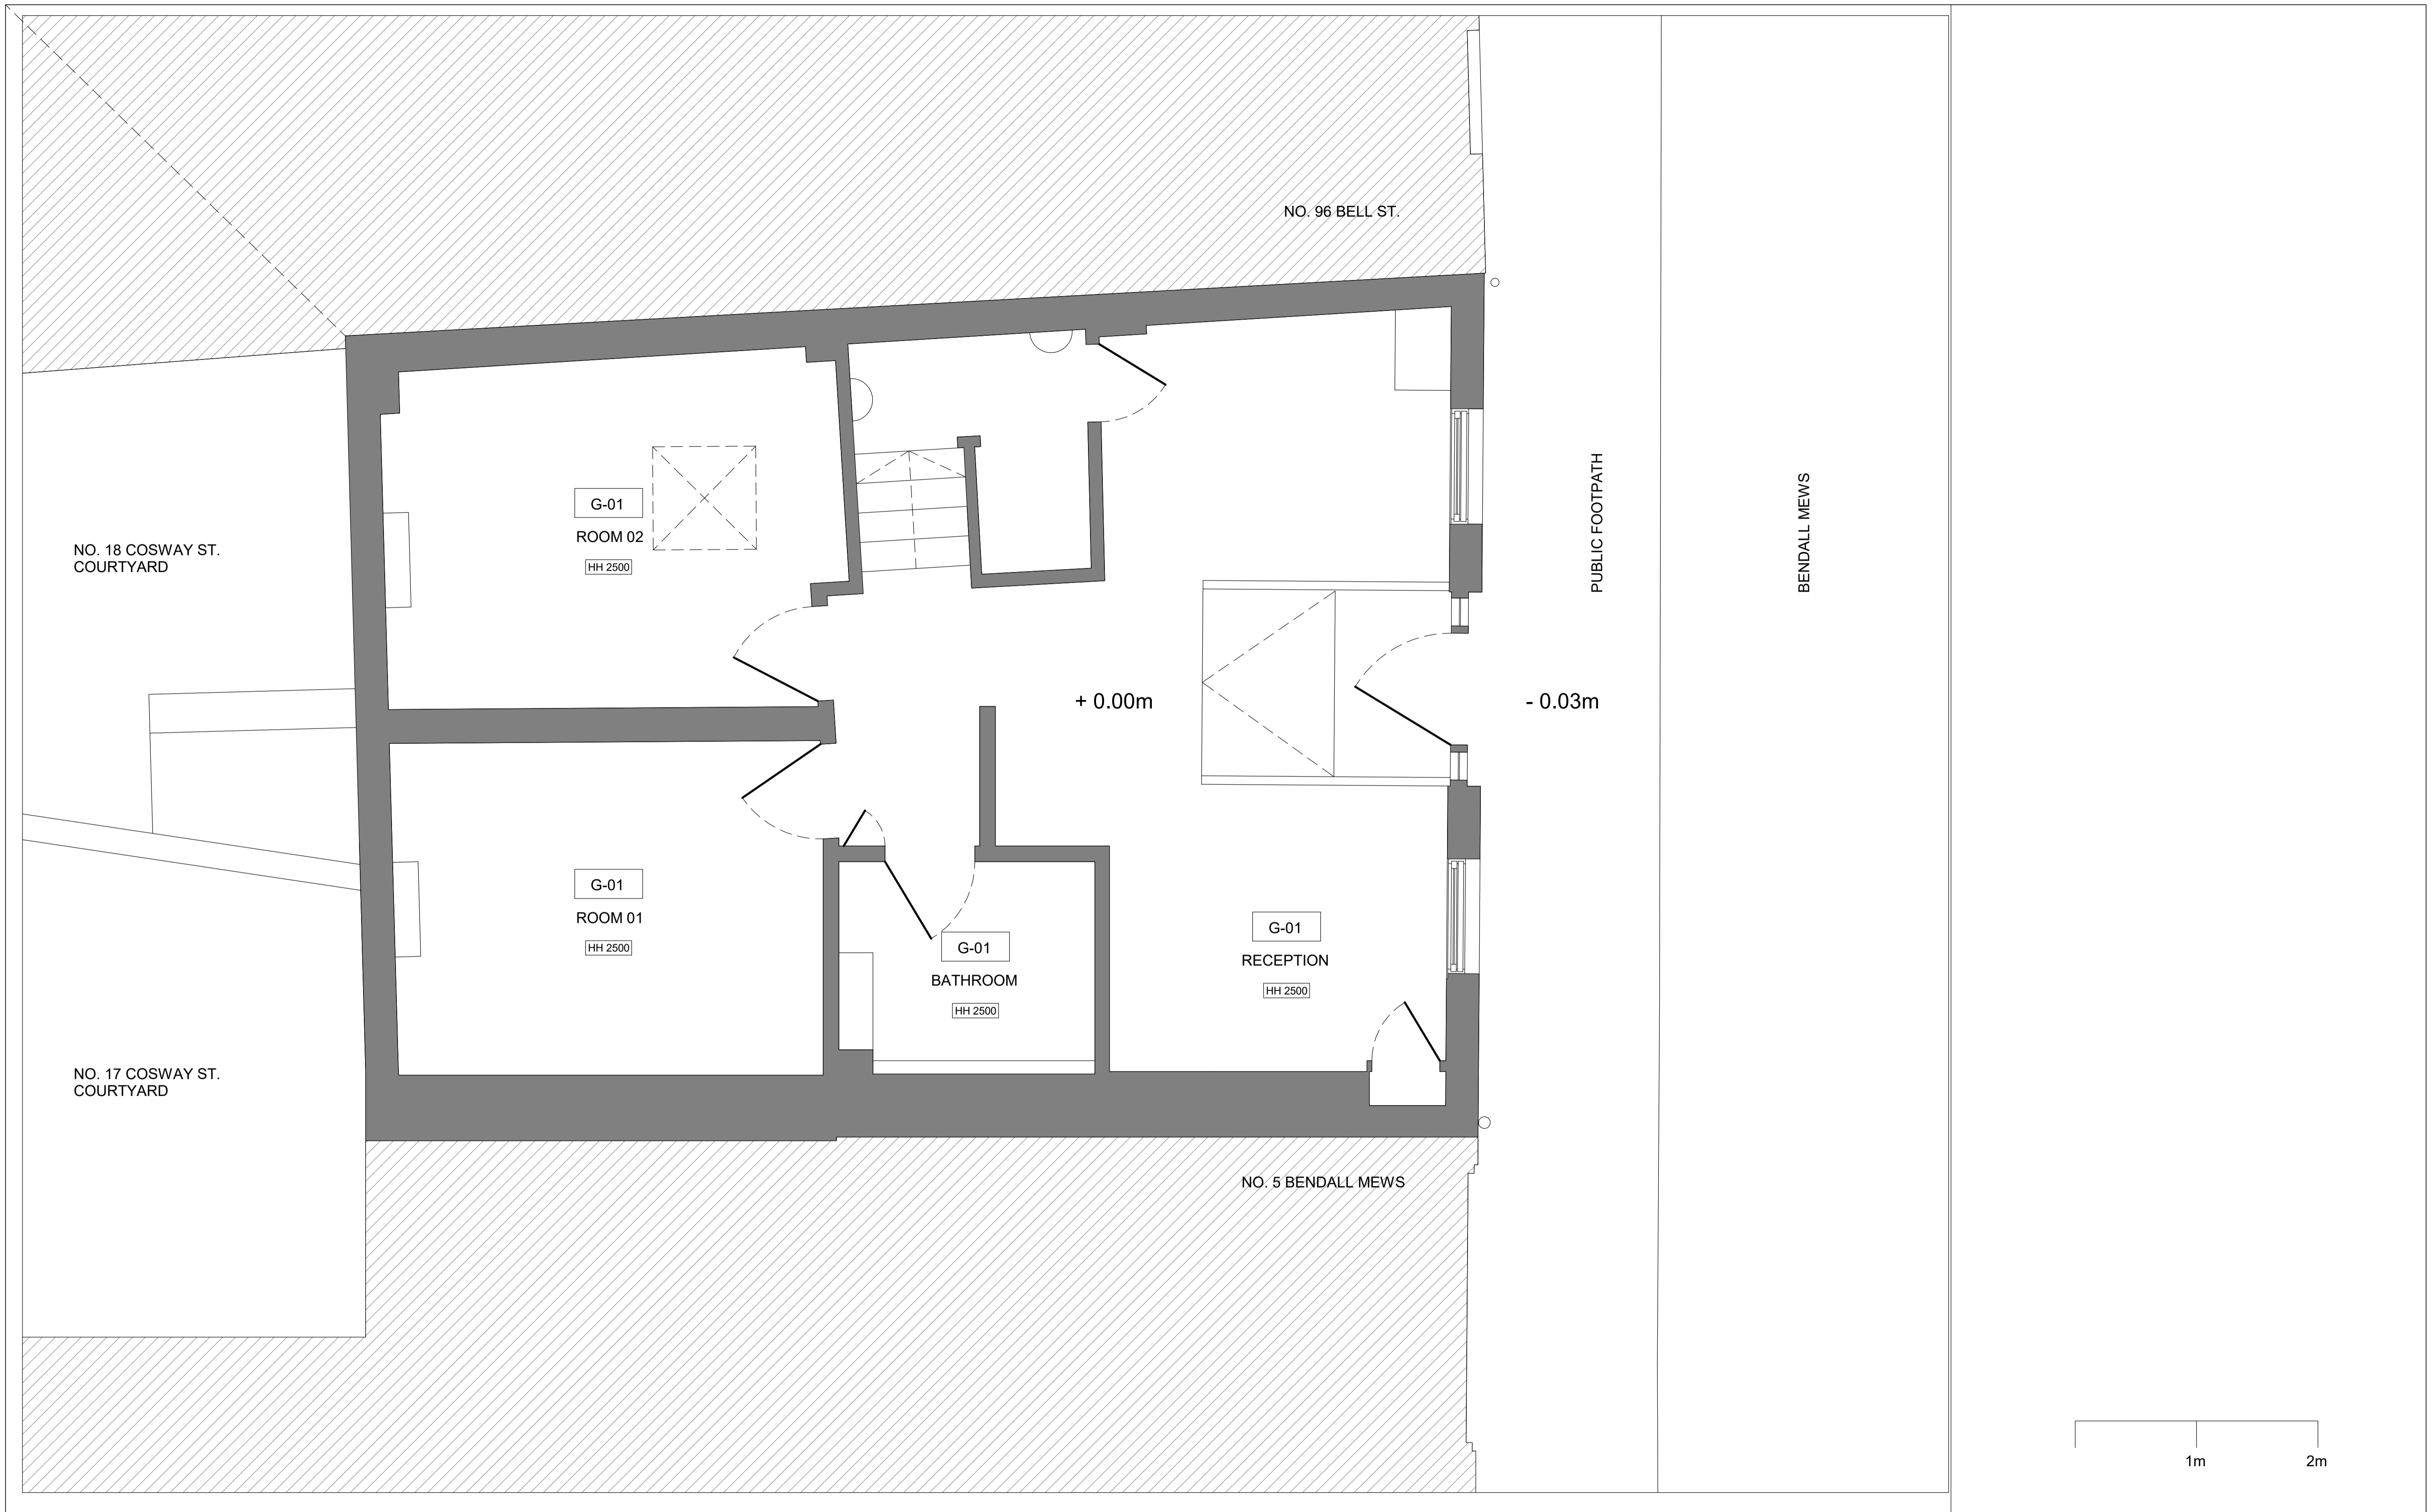 NO. 96 BELL ST.
G-01
ROOM 02
HH 2500
NO. 18 COSWAY ST.
COURTYARD
PUBLIC FOOTPATH
BENDALL MEWS
+ 0.00m
- 0.03m
G-01
ROOM 01
HH 2500
G-01
BATHROOM
HH 2500
G-01
RECEPTION
HH 2500
NO. 17 COSWAY ST.
COURTYARD
NO. 5 BENDALL MEWS
1m
2m